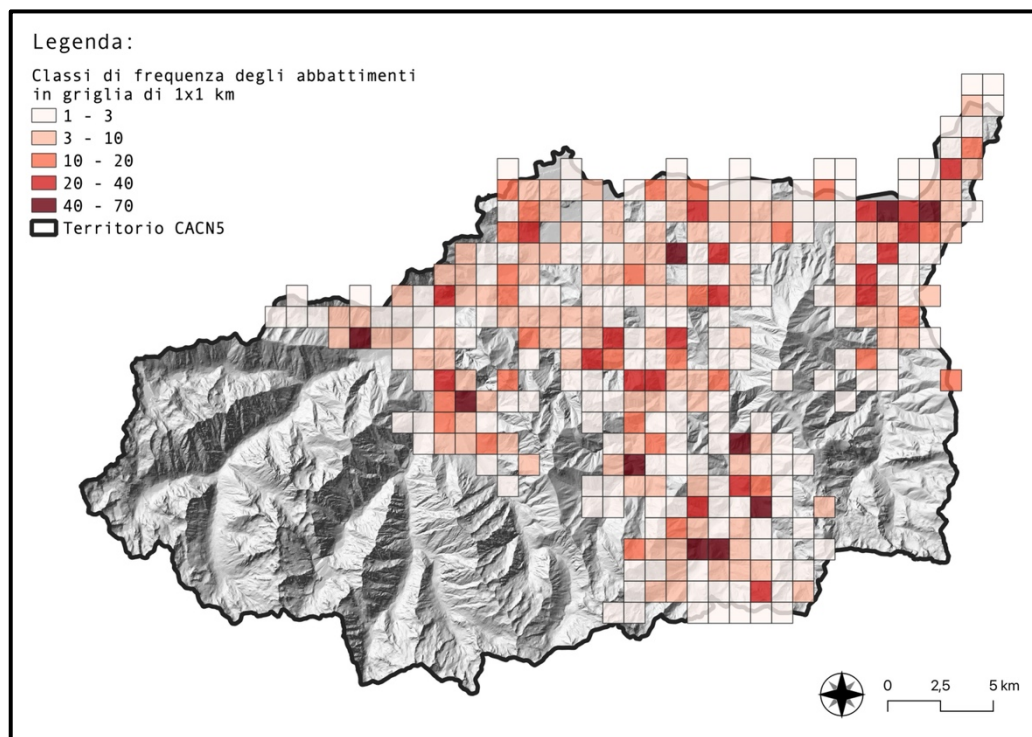 Legenda:
Classi di frequenza degli abbattimenti
in griglia di 1x1 km
1 - 3
3 - 10
10 - 20
20 - 40
40 - 70
Territorio CACN5
0 2,5 5 km